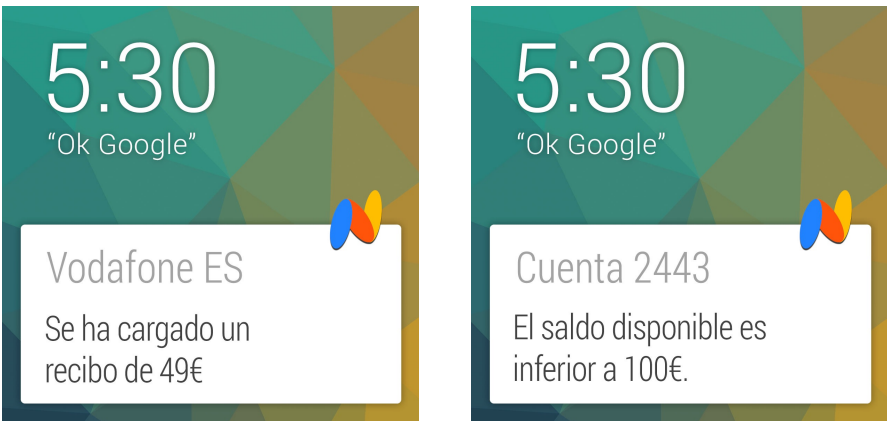 5:30
“Ok Google”
Vodafone ES
Se ha cargado un
recibo de 49€
5:30
“Ok Google”
Cuenta 2443
El saldo disponible es
inferior a 100€.